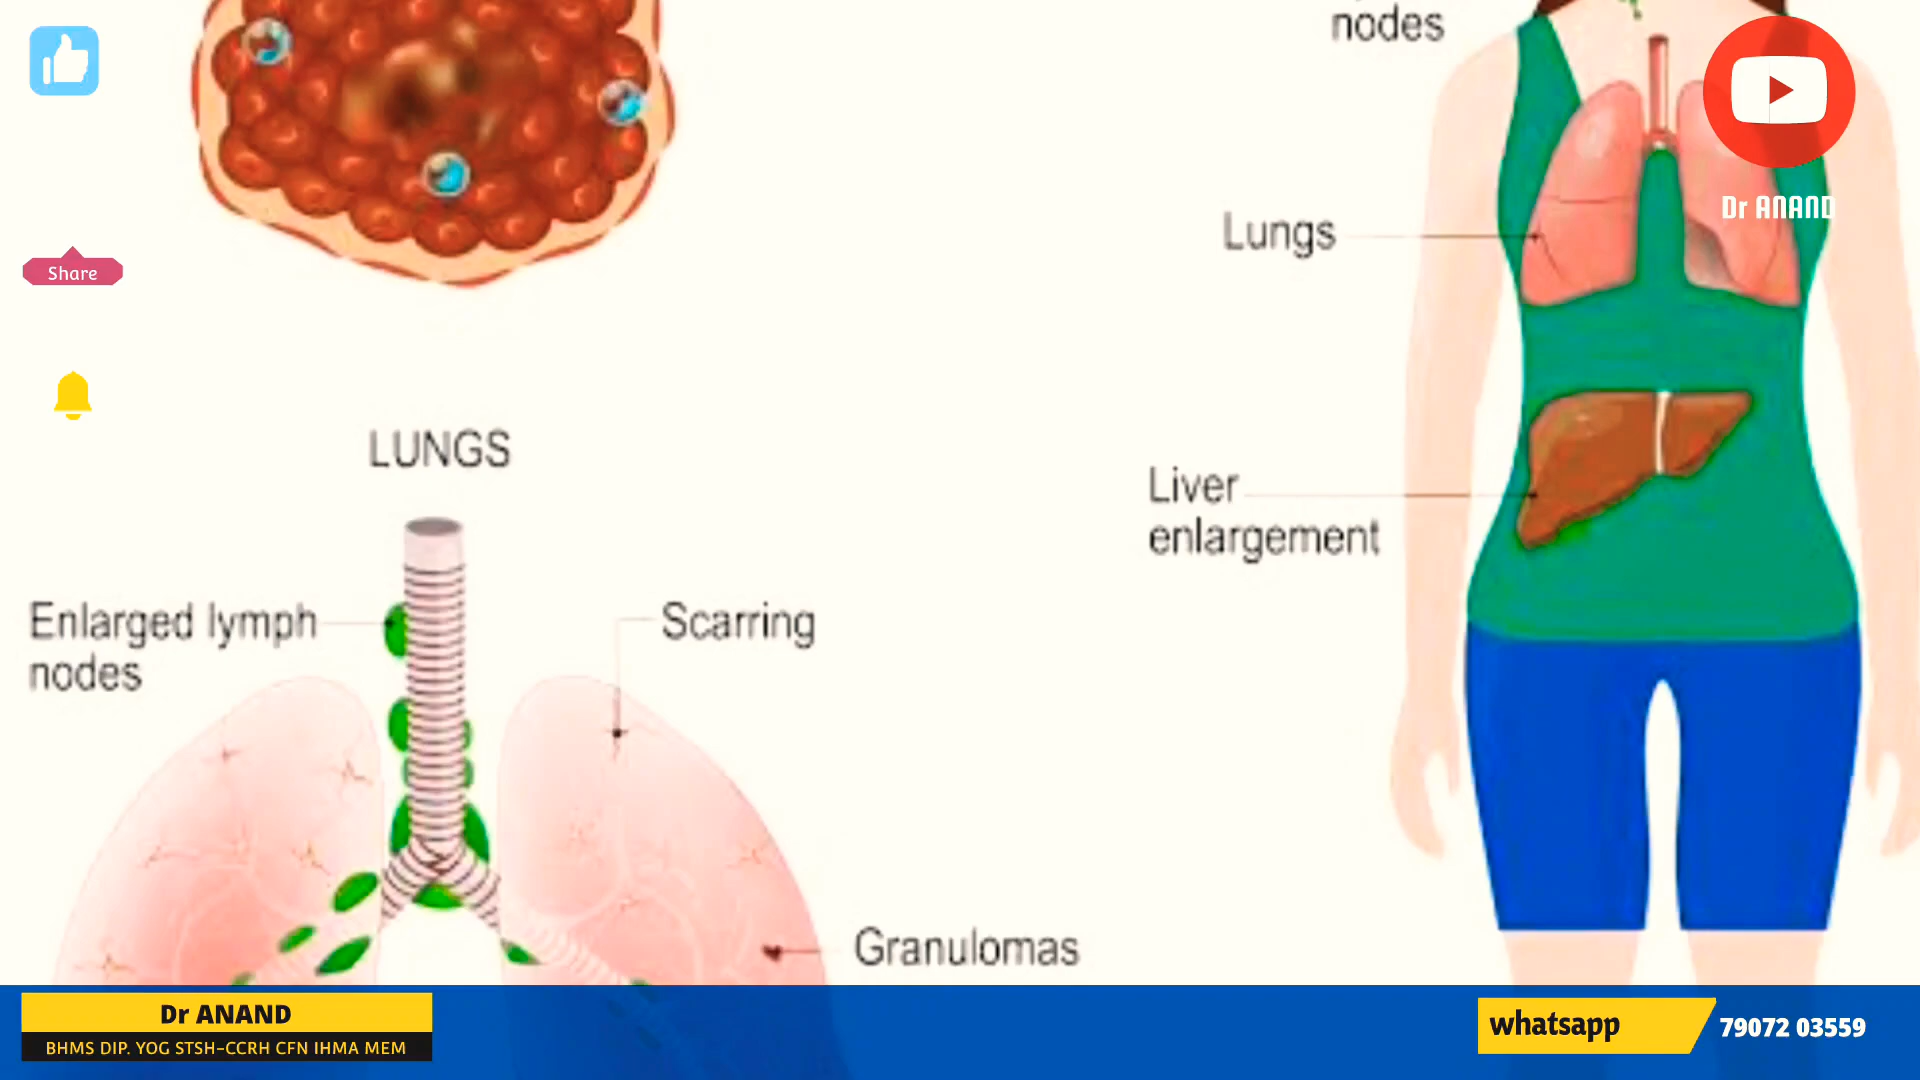 nodes
Dr ANAND
Lungs
Share
LUNGS
Liver
enlargement
Enlarged lymph
nodes
Scarring
Granulomas
Dr ANAND
BHMS DIP. YOG STSH-CCRH CFN IHMA MEM
whatsapp
79072 03559